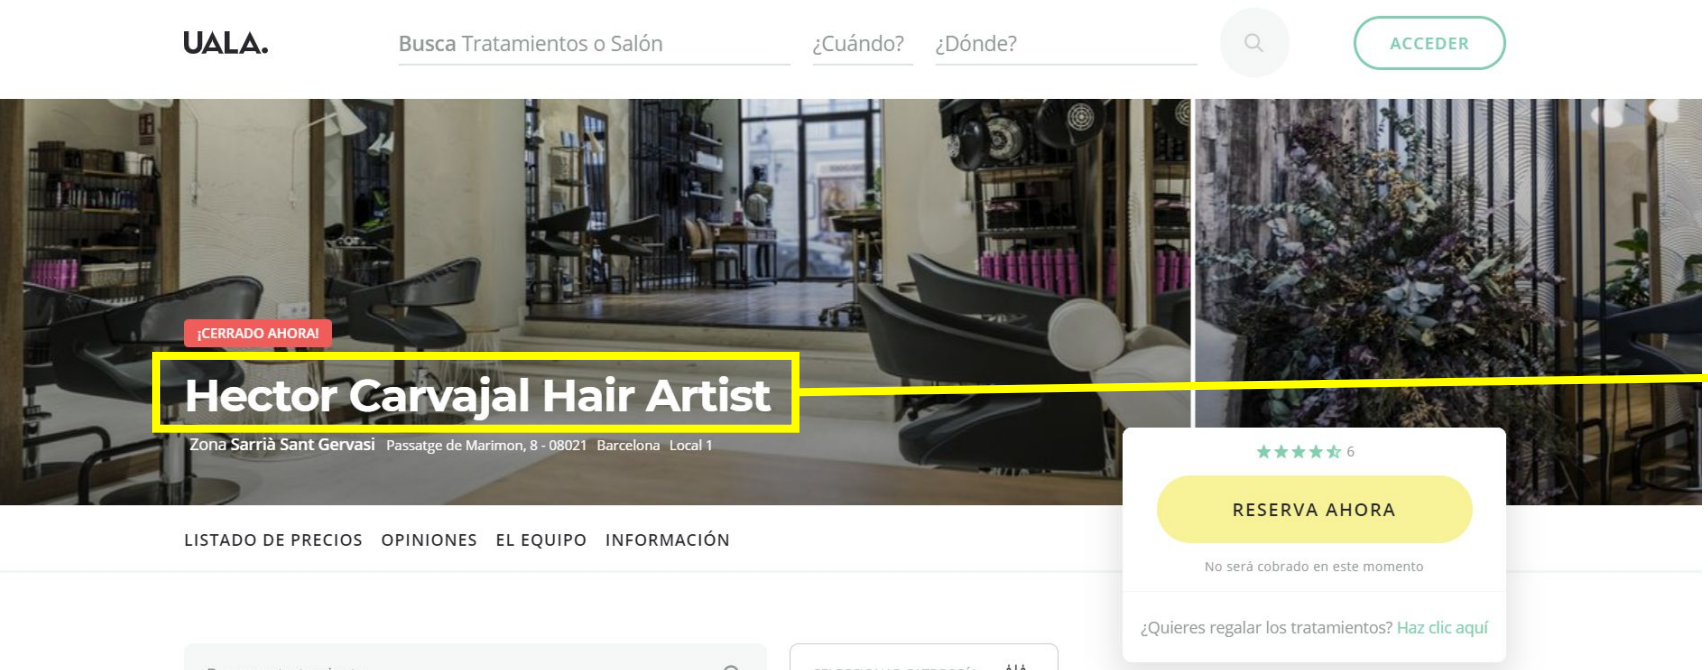 UALA.
Busca Tratamientos o Salón
¿Cuándo?
¿Dónde?
ACCEDER
¡CERRADO AHORA!
Hector Carvajal Hair Artist
Zona Sarrià Sant Gervasi Passatge de Marimon, 8 - 08021 Barcelona Local 1
6
RESERVA AHORA
No será cobrado en este momento
¿Quieres regalar los tratamientos? Haz clic aquí
LISTADO DE PRECIOS OPINIONES EL EQUIPO INFORMACIÓN